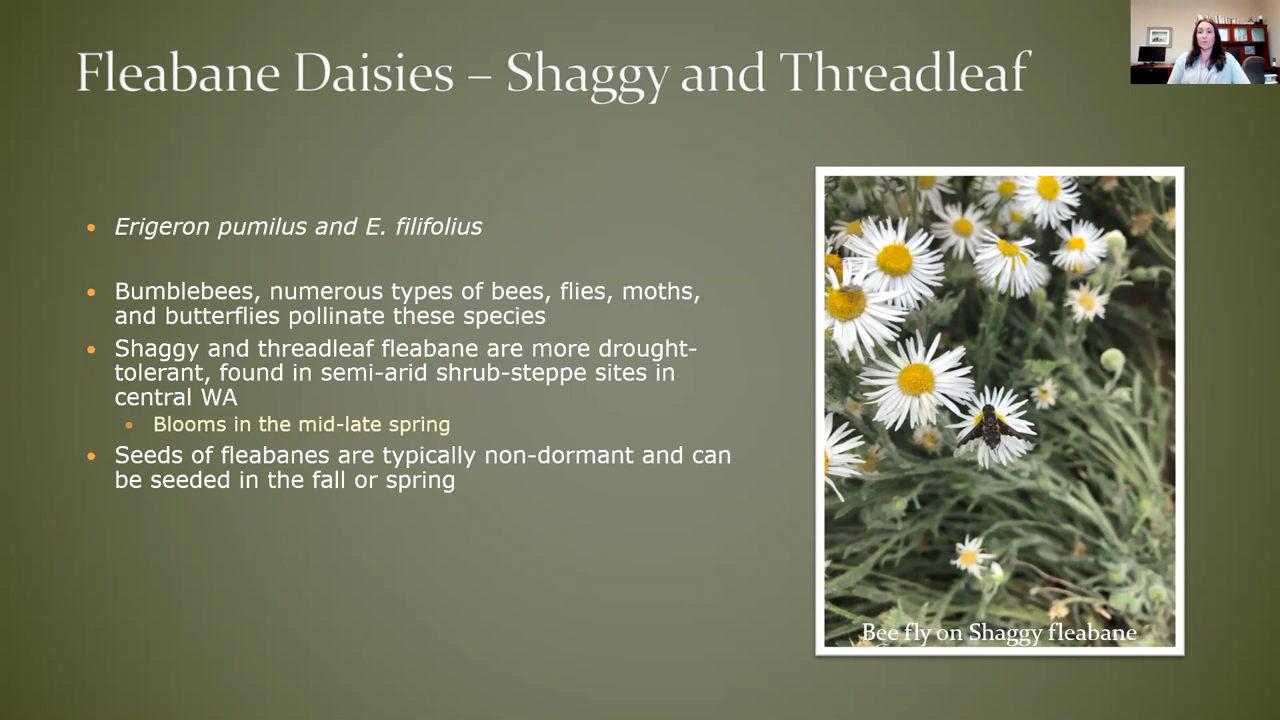 Fleabane Daisies – Shaggy and Threadleaf
• Erigeron pumilus and E. filifolius
• Bumblebees, numerous types of bees, flies, moths,
and butterflies pollinate these species
• Shaggy and threadleaf fleabane are more drought-
tolerant, found in semi-arid shrub-steppe sites in
central WA
• Blooms in the mid-late spring
• Seeds of fleabanes are typically non-dormant and can
be seeded in the fall or spring
Bee fly on Shaggy fleabane